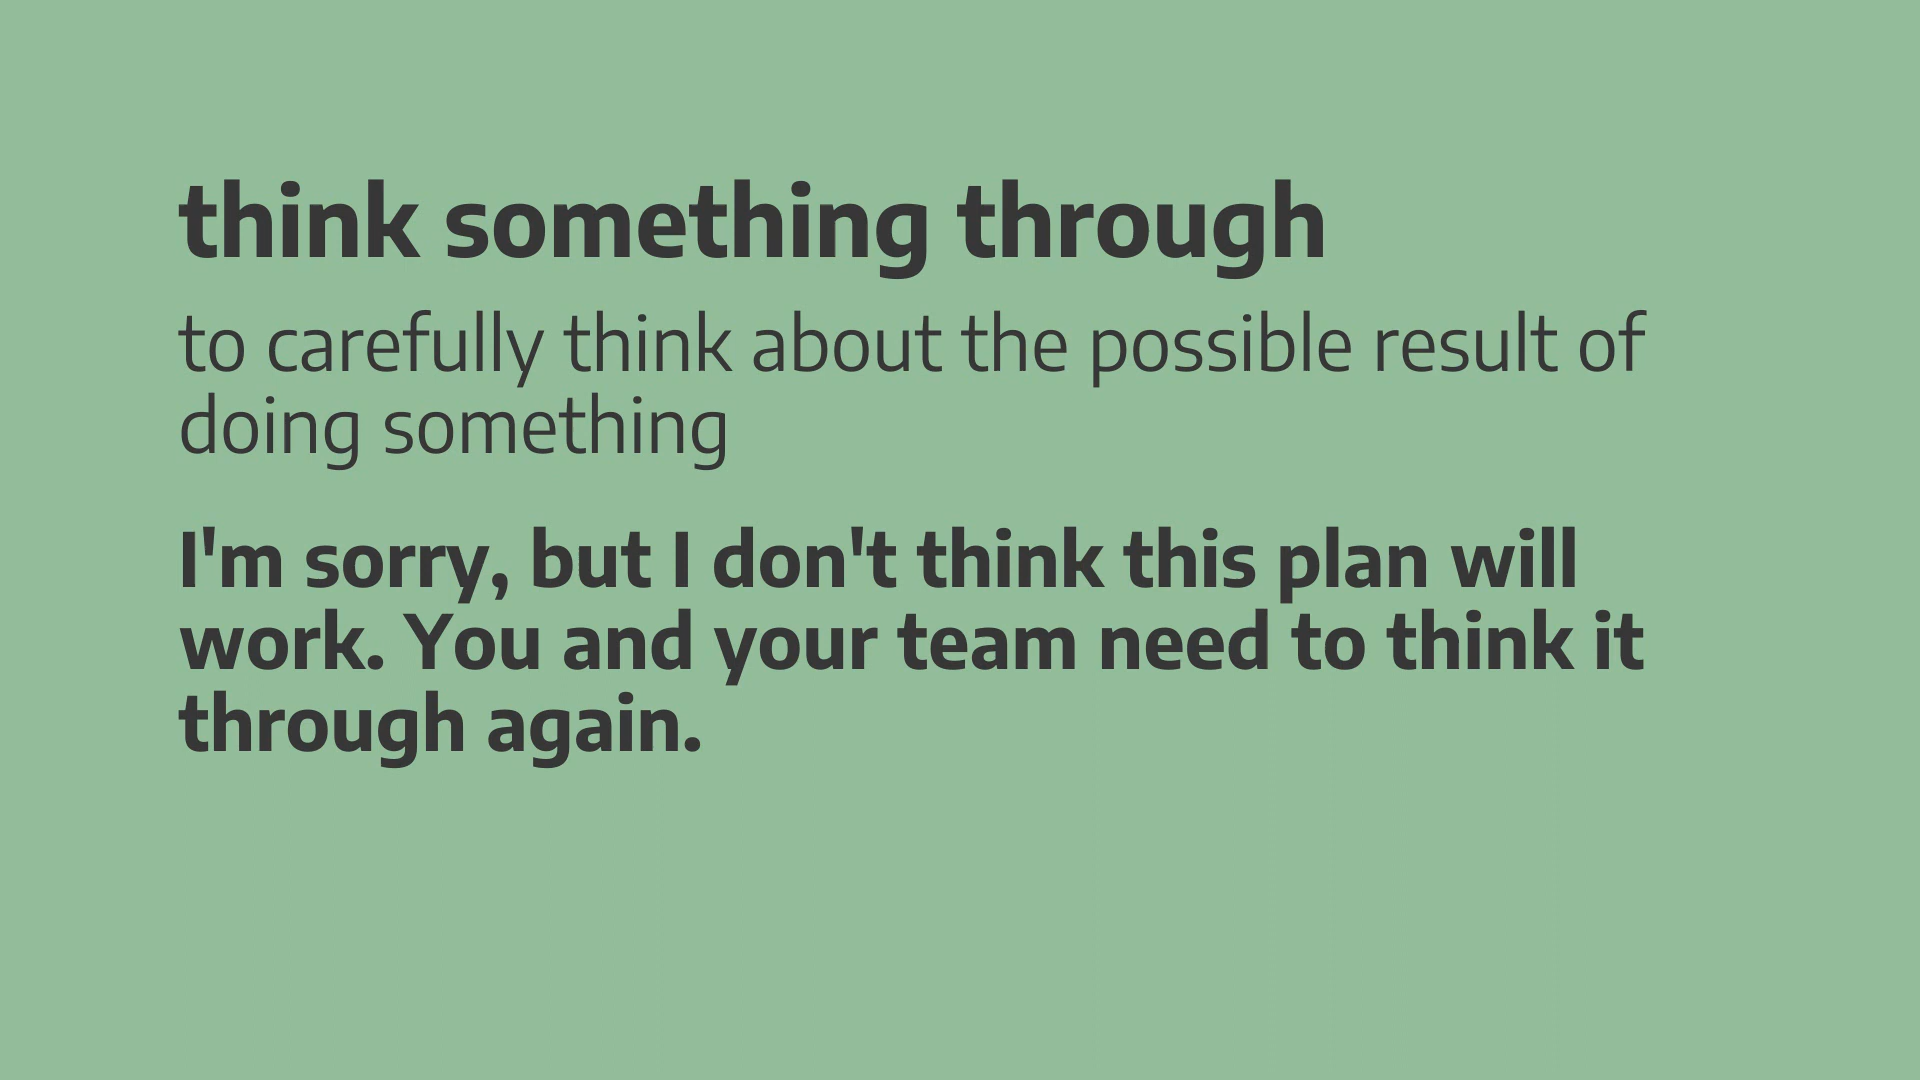 think something through
to carefully think about the possible result of
doing something
I'm sorry, but I don't think this plan will
work. You and your team need to think it
through again.